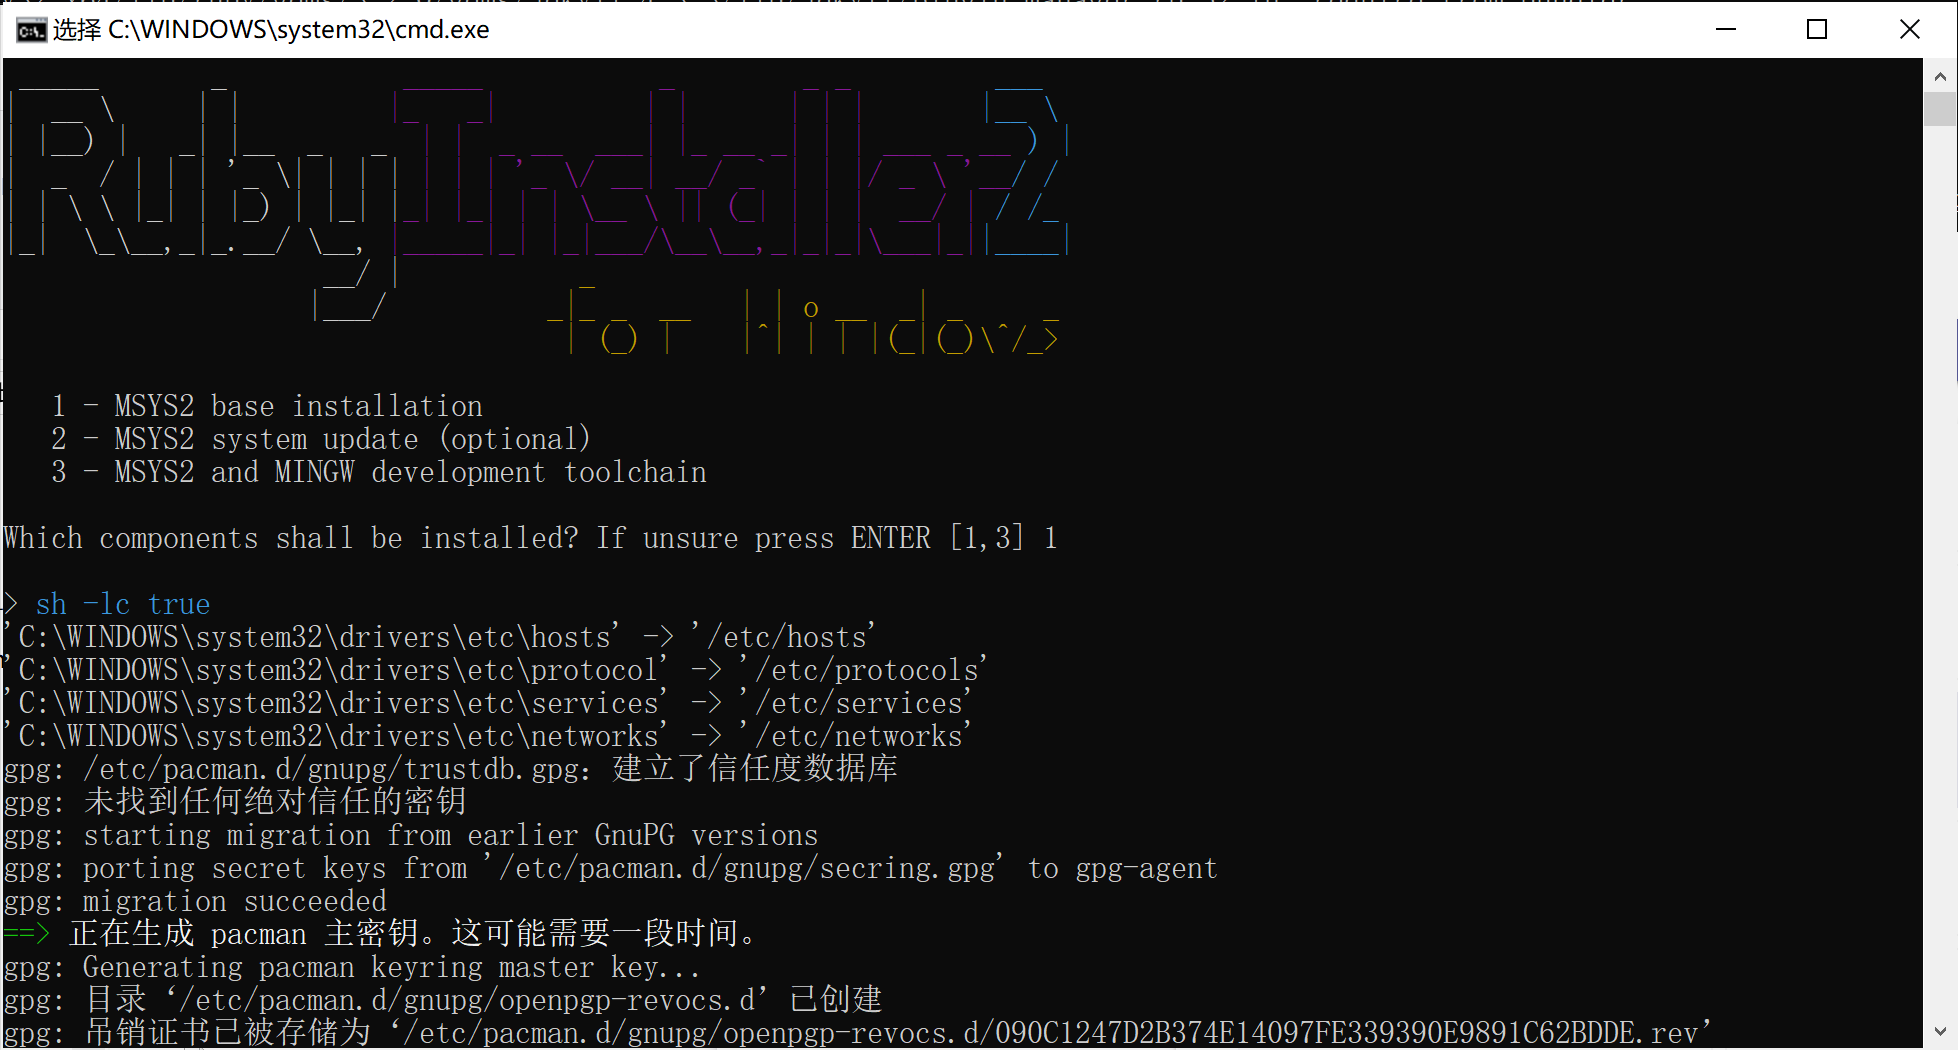 选择 C:\WINDOWS\system32\cmd.exe
RubyInstaller2
for Windows
1 - MSYS2 base installation
2 - MSYS2 system update (optional)
3 - MSYS2 and MINGW development toolchain
Which components shall be installed? If unsure press ENTER [1,3] 1
> sh -lc true
'C:\WINDOWS\system32\drivers\etc\hosts' -> '/etc/hosts'
'C:\WINDOWS\system32\drivers\etc\protocol' -> '/etc/protocols'
'C:\WINDOWS\system32\drivers\etc\services' -> '/etc/services'
'C:\WINDOWS\system32\drivers\etc\networks' -> '/etc/networks'
gpg: /etc/pacman.d/gnupg/trustdb.gpg：建立了信任度数据库
gpg: 未找到任何绝对信任的密钥
gpg: starting migration from earlier GnuPG versions
gpg: porting secret keys from '/etc/pacman.d/gnupg/secring.gpg' to gpg-agent
gpg: migration succeeded
==> 正在生成 pacman 主密钥。这可能需要一段时间。
gpg: Generating pacman keyring master key...
gpg: 目录‘/etc/pacman.d/gnupg/openpgp-revocs.d’已创建
gpg: 吊销证书已被存储为‘/etc/pacman.d/gnupg/openpgp-revocs.d/090C1247D2B374E14097FE339390E9891C62BDDE.rev’